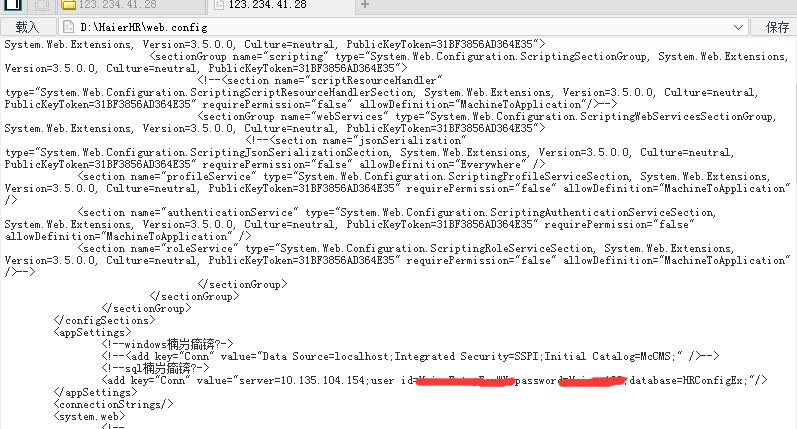 123.234.41.28
123.234.41.28
载入
D:\HaierHR\web.config
保存
System.Web.Extensions, Version=3.5.0.0, Culture=neutral, PublicKeyToken=31BF3856AD364E35">
<sectionGroup name="scripting" type="System.Web.Configuration.ScriptingSectionGroup, System.Web.Extensions,
Version=3.5.0.0, Culture=neutral, PublicKeyToken=31BF3856AD364E35">
<!--<section name="scriptResourceHandler"
type="System.Web.Configuration.ScriptingScriptResourceHandlerSection, System.Web.Extensions, Version=3.5.0.0, Culture=neutral,
PublicKeyToken=31BF3856AD364E35" requirePermission="false" allowDefinition="MachineToApplication"/>-->
<sectionGroup name="webServices" type="System.Web.Configuration.ScriptingWebServicesSectionGroup,
System.Web.Extensions, Version=3.5.0.0, Culture=neutral, PublicKeyToken=31BF3856AD364E35">
<!--<section name="jsonSerialization"
type="System.Web.Configuration.ScriptingJsonSerializationSection, System.Web.Extensions, Version=3.5.0.0, Culture=neutral,
PublicKeyToken=31BF3856AD364E35" requirePermission="false" allowDefinition="Everywhere" />
<section name="profileService" type="System.Web.Configuration.ScriptingProfileServiceSection, System.Web.Extensions,
Version=3.5.0.0, Culture=neutral, PublicKeyToken=31BF3856AD364E35" requirePermission="false" allowDefinition="MachineToApplication"
/>
<section name="authenticationService" type="System.Web.Configuration.ScriptingAuthenticationServiceSection,
System.Web.Extensions, Version=3.5.0.0, Culture=neutral, PublicKeyToken=31BF3856AD364E35" requirePermission="false"
allowDefinition="MachineToApplication" />
<section name="roleService" type="System.Web.Configuration.ScriptingRoleServiceSection, System.Web.Extensions,
Version=3.5.0.0, Culture=neutral, PublicKeyToken=31BF3856AD364E35" requirePermission="false" allowDefinition="MachineToApplication"
/>-->
</sectionGroup>
</sectionGroup>
</sectionGroup>
</configSections>
<appSettings>
<!--windows楠岃瘉锛?->
<!--<add key="Conn" value="Data Source=localhost;Integrated Security=SSPI;Initial Catalog=McCMS;" />-->
<!--sql楠岃瘉锛?->
<add key="Conn" value="server=10.135.104.154;user id= password= ;database=HRConfigEx;"/>
</appSettings>
<connectionStrings/>
<system.web>
<!--